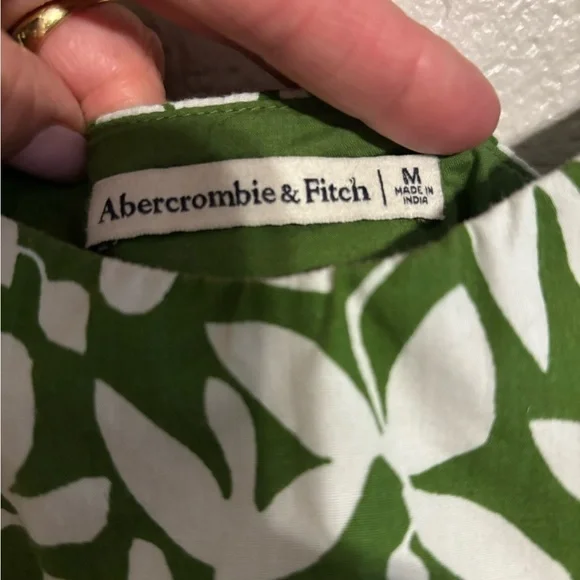 Abercrombie & Fitch | M
MADE IN
INDIA